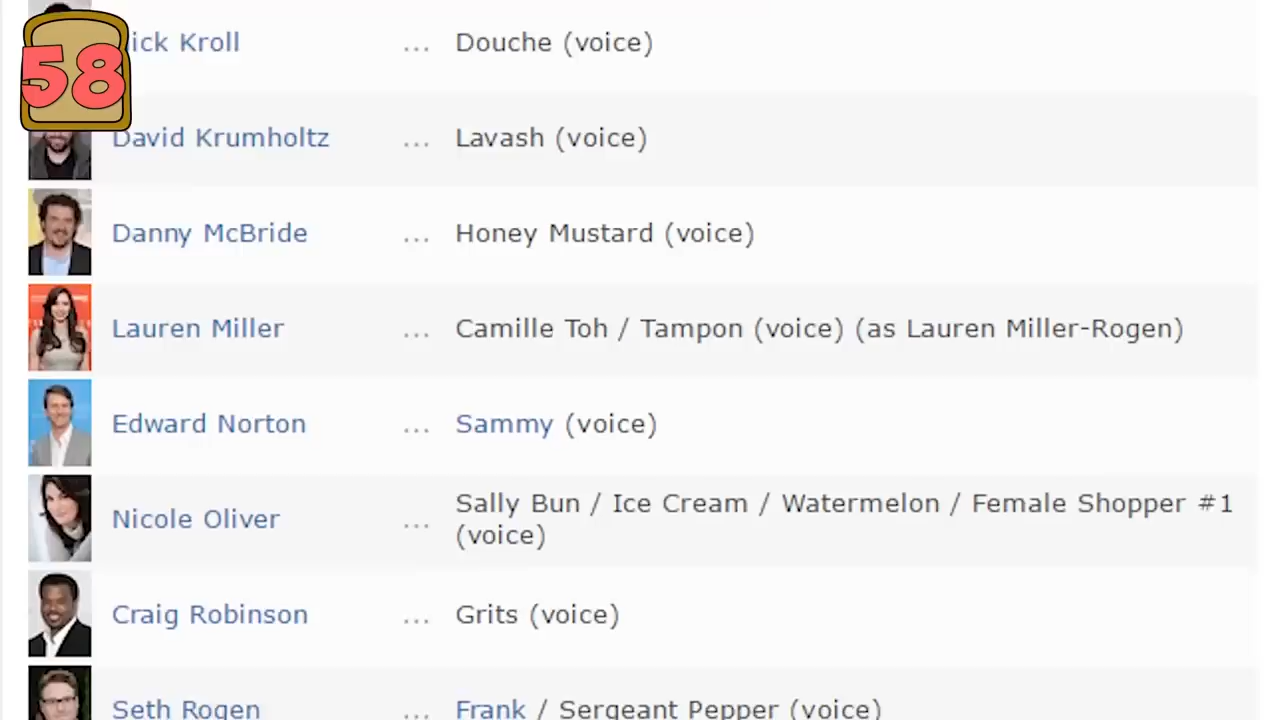 58
ick Kroll ... Douche (voice)
David Krumholtz ... Lavash (voice)
Danny McBride ... Honey Mustard (voice)
Lauren Miller ... Camille Toh / Tampon (voice) (as Lauren Miller-Rogen)
Edward Norton ... Sammy (voice)
Nicole Oliver ... Sally Bun / Ice Cream / Watermelon / Female Shopper #1
(voice)
Craig Robinson ... Grits (voice)
Seth Rogen ... Frank / Sergeant Pepper (voice)